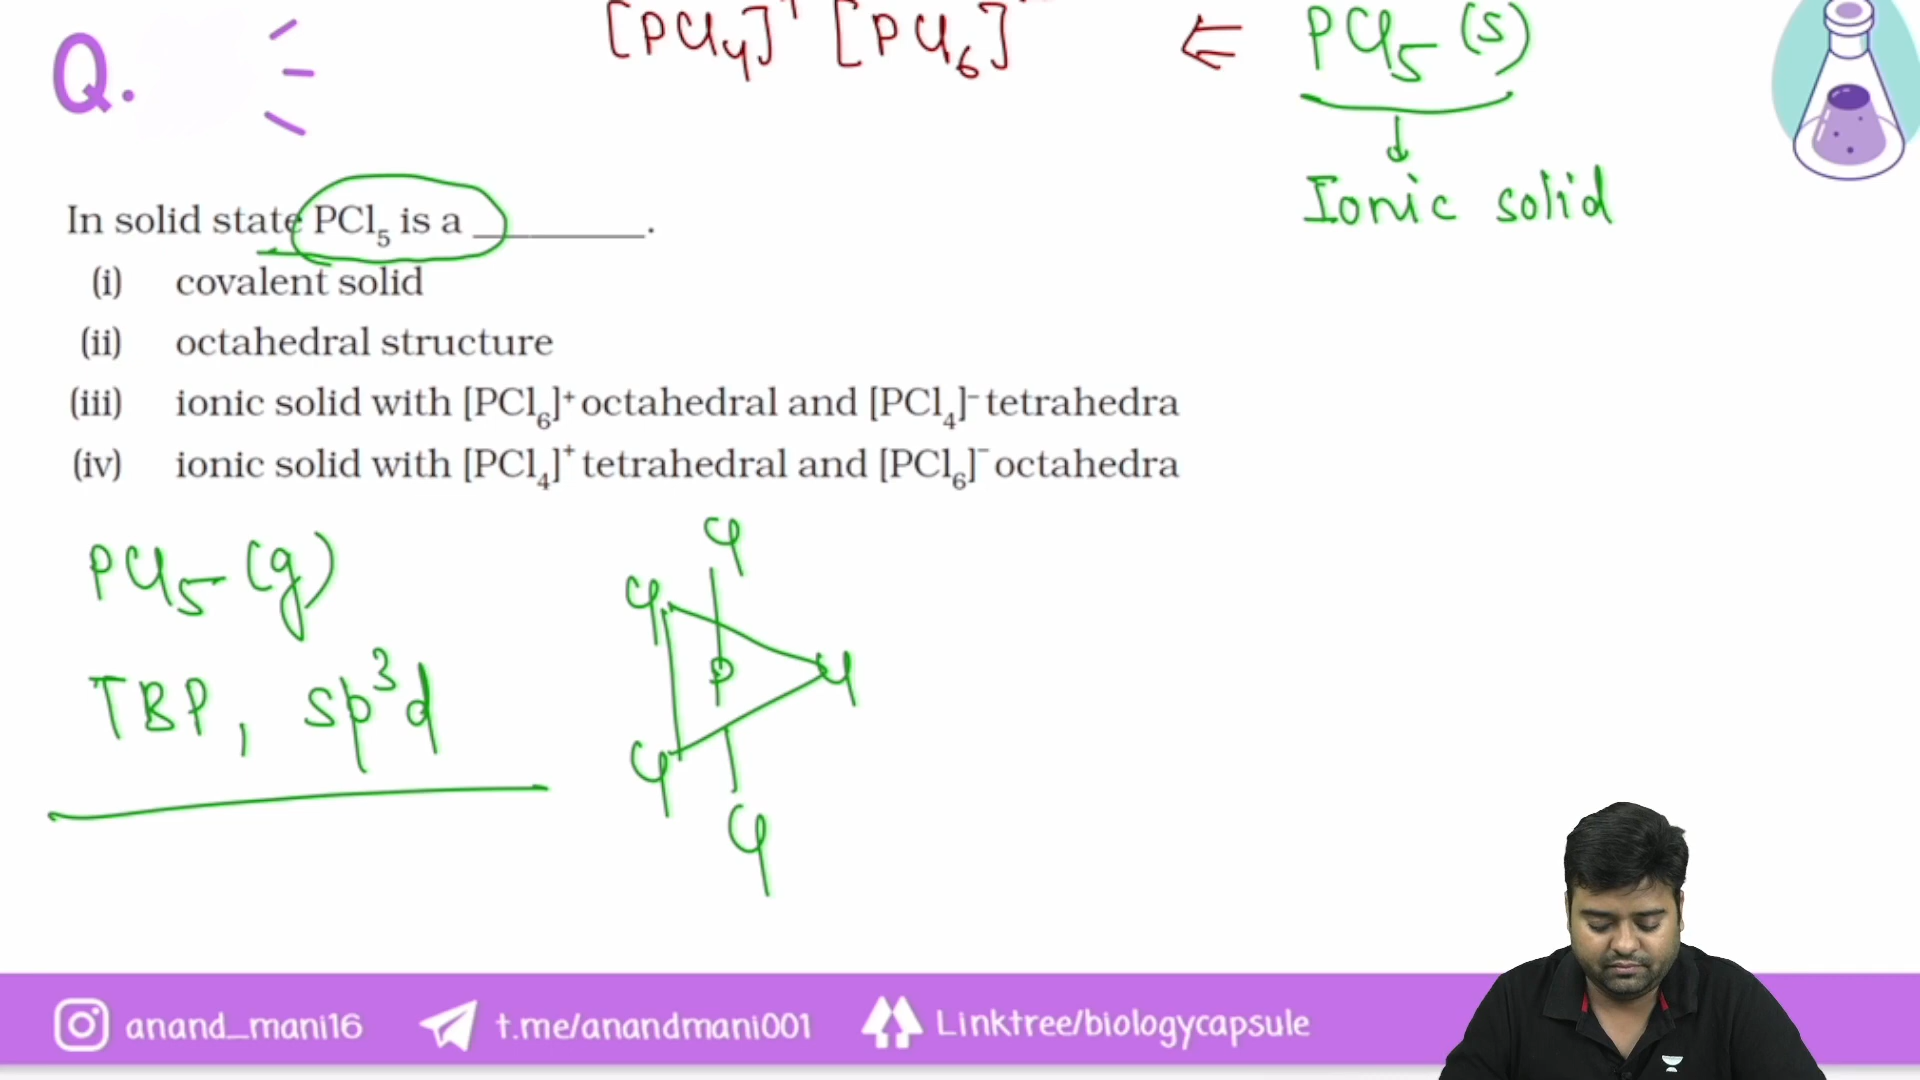 [PCl4]+ [PCl6]- ⇐ PCl5 (s)
Q.
Ionic solid
In solid state PCl5 is a _________.
(i) covalent solid
(ii) octahedral structure
(iii) ionic solid with [PCl6]+ octahedral and [PCl4]– tetrahedra
(iv) ionic solid with [PCl4]+ tetrahedral and [PCl6]– octahedra
PCl5 (g)
TBP, sp3d
Cl
Cl
P
Cl
Cl
Cl
anand_mani16
t.me/anandmani001
Linktree/biologycapsule